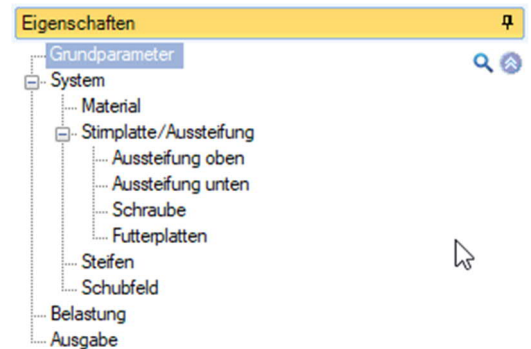 Eigenschaften
Grundparameter
System
Material
Stirnplatte/Aussteifung
Aussteifung oben
Aussteifung unten
Schraube
Futterplatten
Steifen
Schubfeld
Belastung
Ausgabe